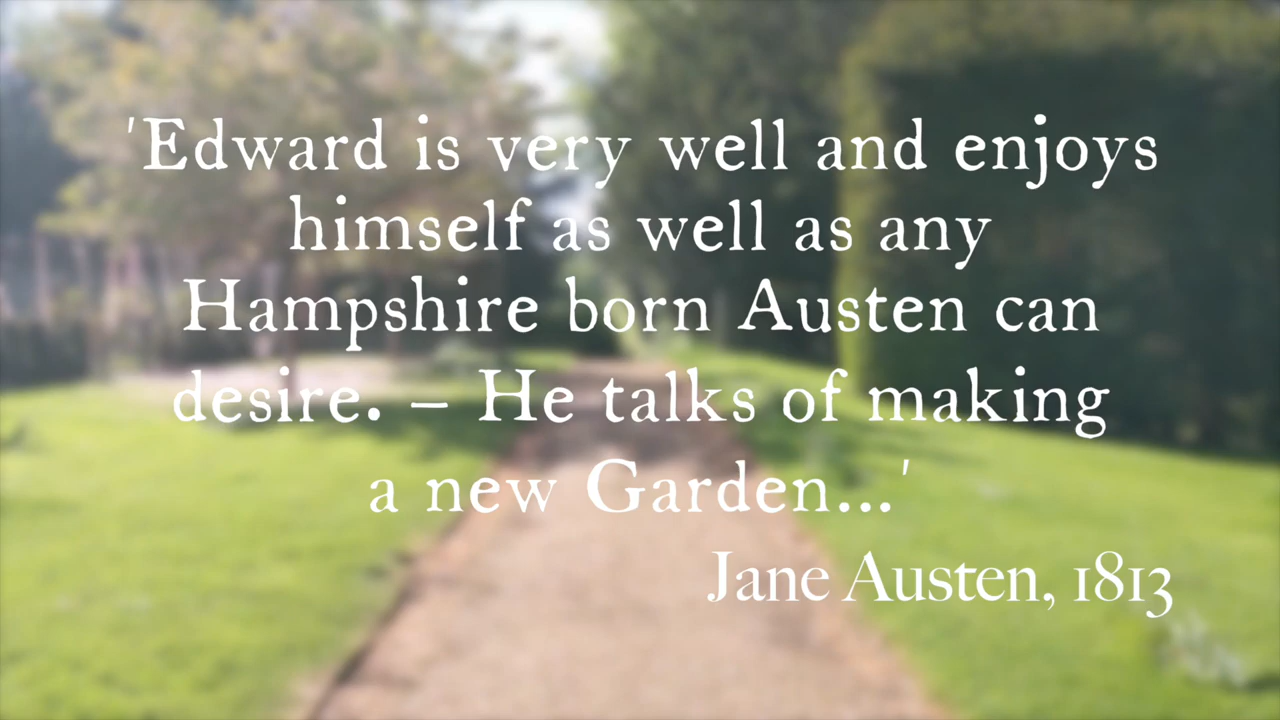 'Edward is very well and enjoys
himself as well as any
Hampshire born Austen can
desire. – He talks of making
a new Garden...'
Jane Austen, 1813